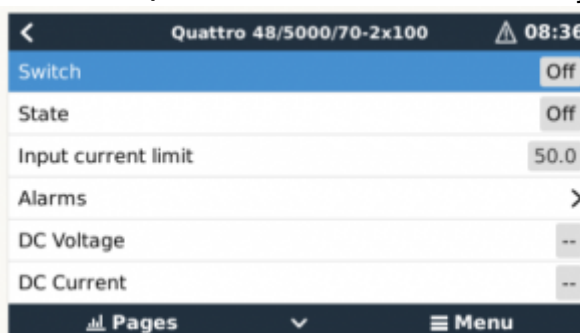 Quattro 48/5000/70-2x100 08:36
Switch Off
State Off
Input current limit 50.0
Alarms
DC Voltage --
DC Current --
Pages Menu